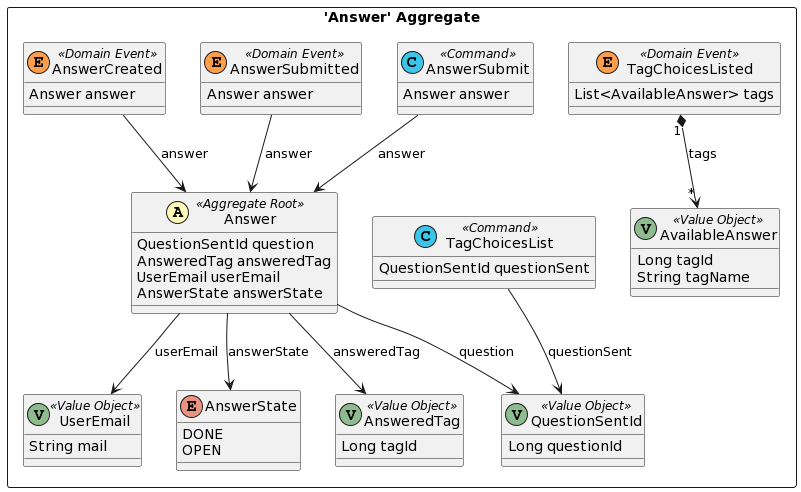 'Answer' Aggregate
E «Domain Event»
AnswerCreated
Answer answer
E «Domain Event»
AnswerSubmitted
Answer answer
C «Command»
AnswerSubmit
Answer answer
E «Domain Event»
TagChoicesListed
List<AvailableAnswer> tags
answer
answer
answer
1
tags
*
A «Aggregate Root»
Answer
QuestionSentId question
AnsweredTag answeredTag
UserEmail userEmail
AnswerState answerState
C «Command»
TagChoicesList
QuestionSentId questionSent
V «Value Object»
AvailableAnswer
Long tagId
String tagName
userEmail
answerState
answeredTag
question
questionSent
V «Value Object»
UserEmail
String mail
E AnswerState
DONE
OPEN
V «Value Object»
AnsweredTag
Long tagId
V «Value Object»
QuestionSentId
Long questionId